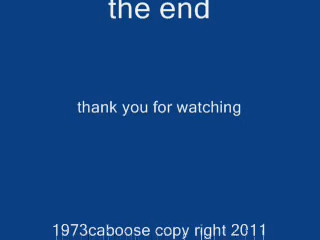 the end
thank you for watching
1973caboose copy right 2011